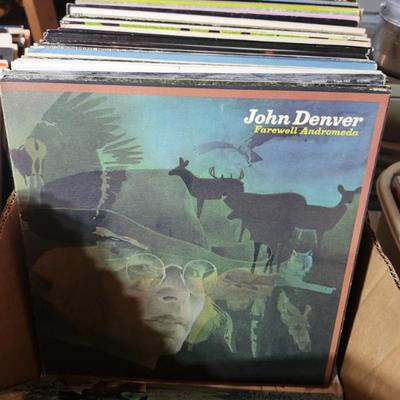 John Denver
Farewell Andromeda